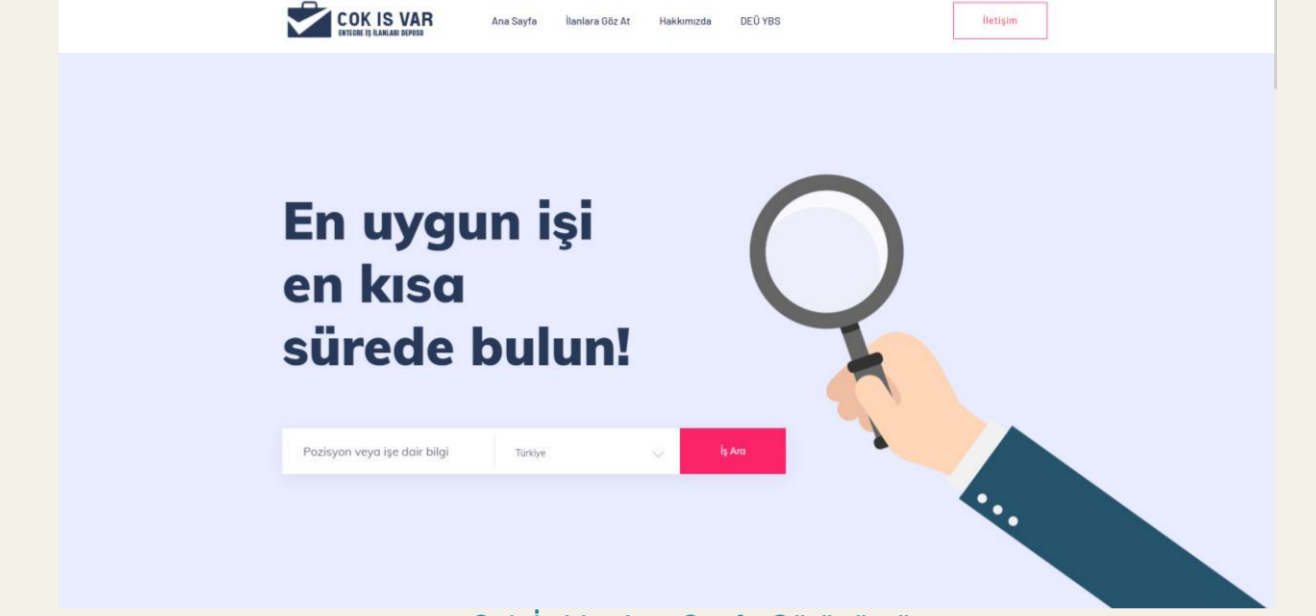 COK IS VAR
ENTEGRE İŞ İLANLARI DEPOSU
Ana Sayfa İlanlara Göz At Hakkımızda DEÜ YBS İletişim
En uygun işi
en kısa
sürede bulun!
Pozisyon veya işe dair bilgi Türkiye İş Ara